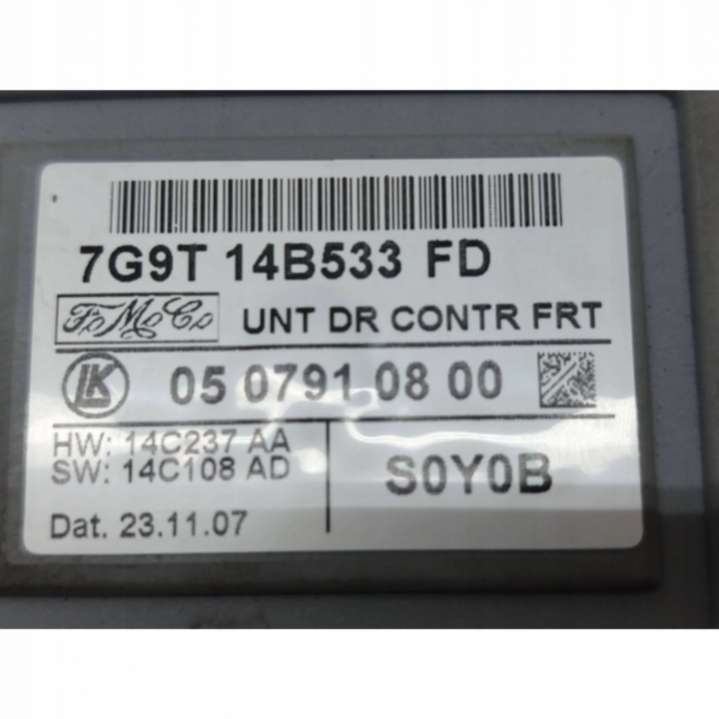 7G9T 14B533 FD
FoMoCo UNT DR CONTR FRT
LK 05 0791 08 00
HW: 14C237 AA
SW: 14C108 AD
S0Y0B
Dat. 23.11.07